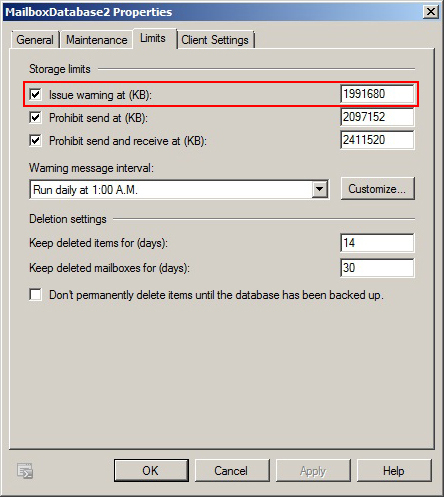 MailboxDatabase2 Properties
General Maintenance Limits Client Settings
Storage limits
Issue warning at (KB): 1991680
Prohibit send at (KB): 2097152
Prohibit send and receive at (KB): 2411520
Warning message interval:
Run daily at 1:00 A.M. Customize...
Deletion settings
Keep deleted items for (days): 14
Keep deleted mailboxes for (days): 30
Don't permanently delete items until the database has been backed up.
OK Cancel Apply Help